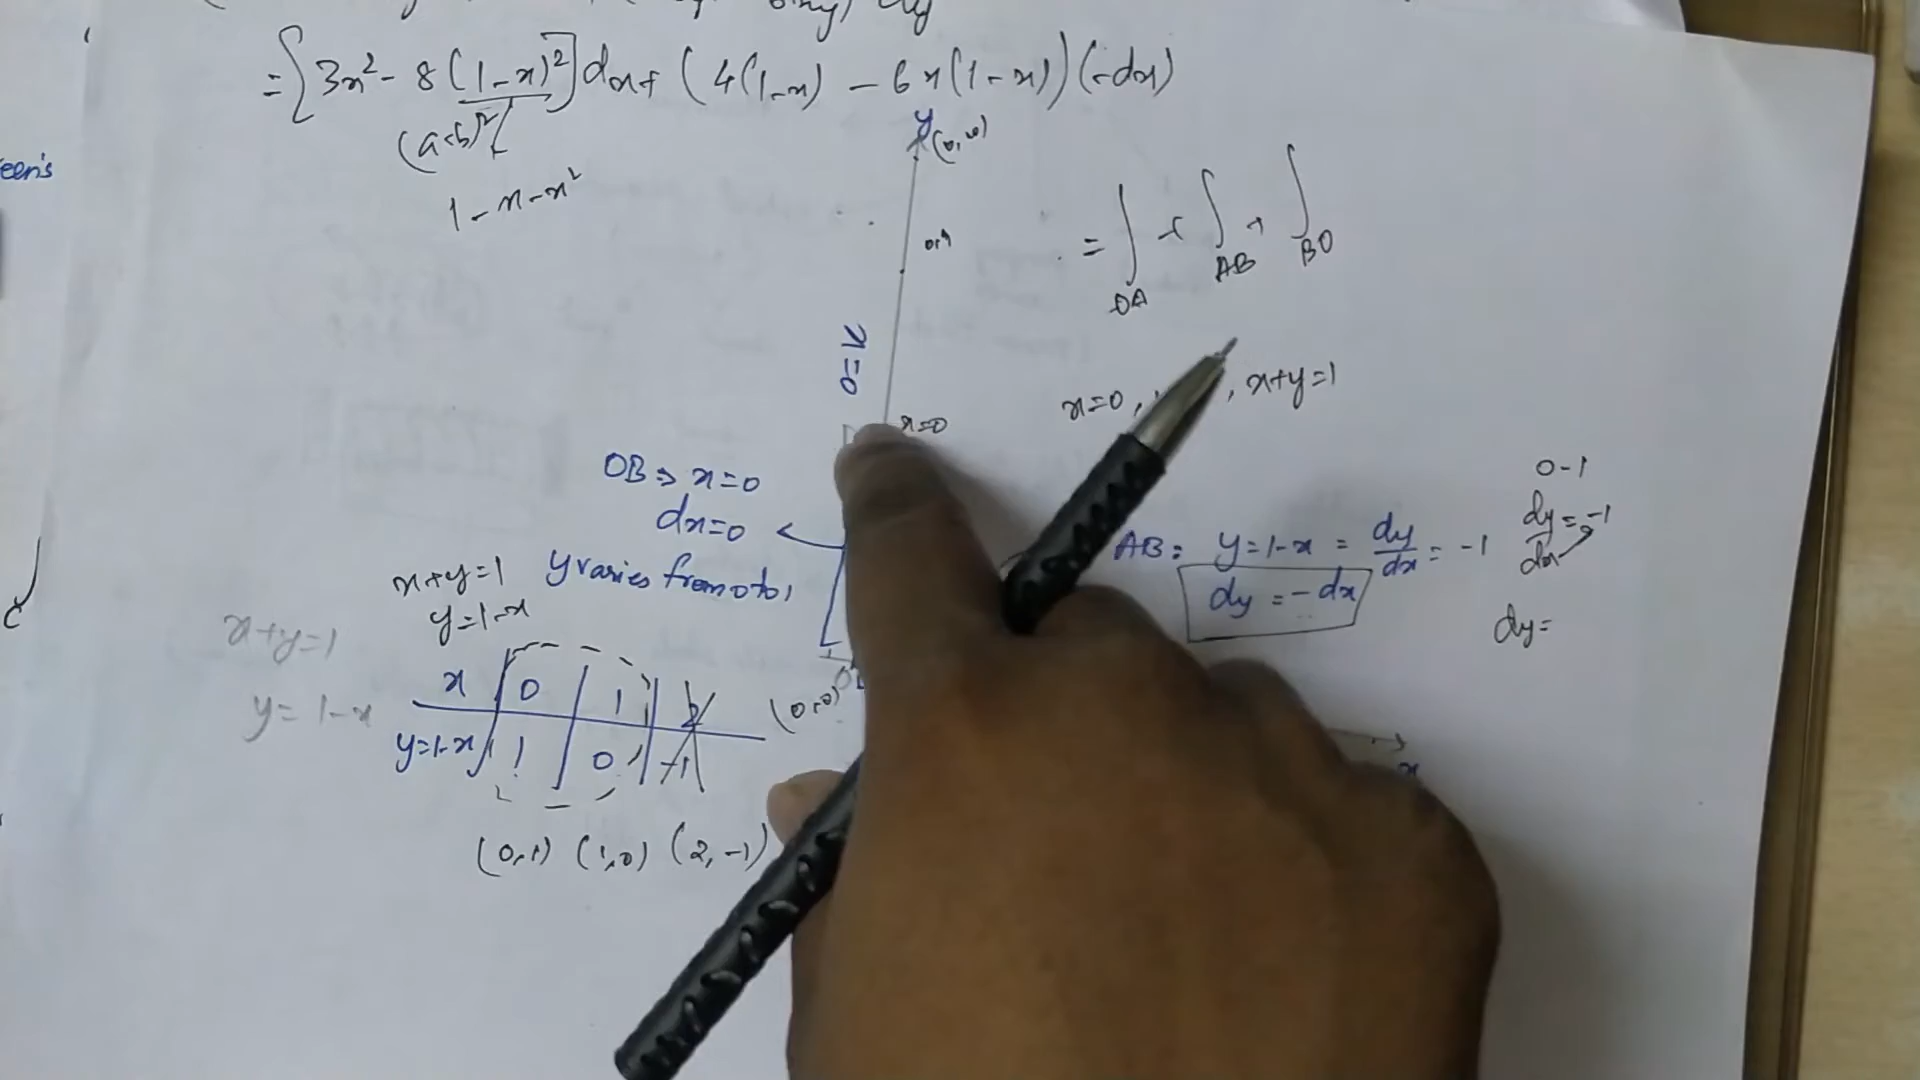 = [3x² - 8(1-x)²]dx + (4(1-x) - 6x(1-x))(-dx)
(a-b)²
1-x-x²
een's
y
x=0
x=0
= ∫OA + ∫AB + ∫BO
x=0, , x+y=1
OB ⇒ x=0
dx=0
y varies from 0 to 1
AB: y=1-x = dy/dx = -1
dy = -dx
0-1
dy/dx = -1
dy=
x+y=1
y=1-x
x+y=1
y= 1-x
x 0 1 2
y=1-x 1 0 -1
(0,0)
x
(0,1) (1,0) (2,-1)